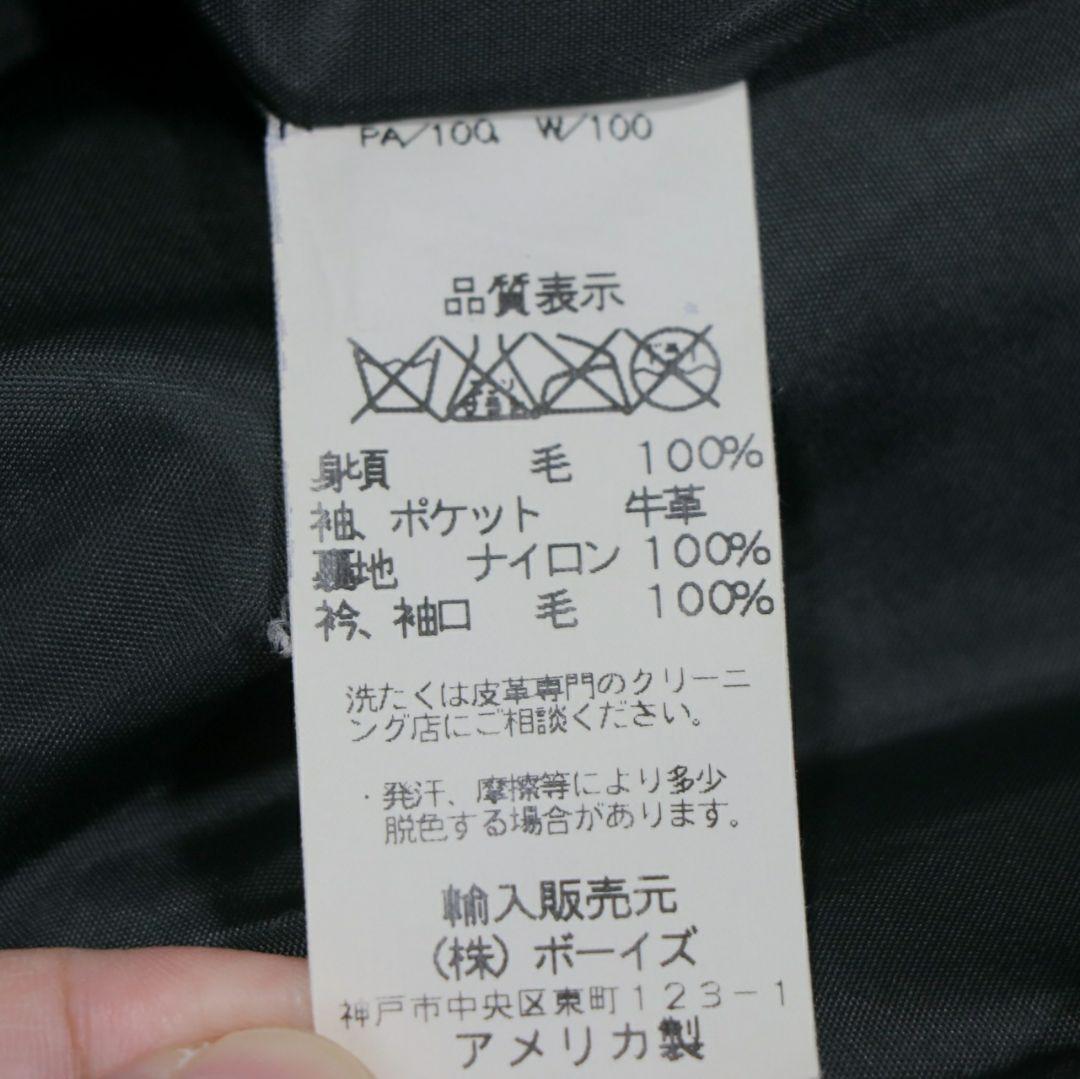 PA/100 W/100
品質表示
身頃 毛 100%
袖、ポケット 牛革
裏地 ナイロン 100%
衿、袖口 毛 100%
洗たくは皮革専門のクリーニ
ング店にご相談ください。
・発汗、摩擦等により多少
脱色する場合があります。
輸入販売元
(株)ボーイズ
神戸市中央区東町123-1
アメリカ製